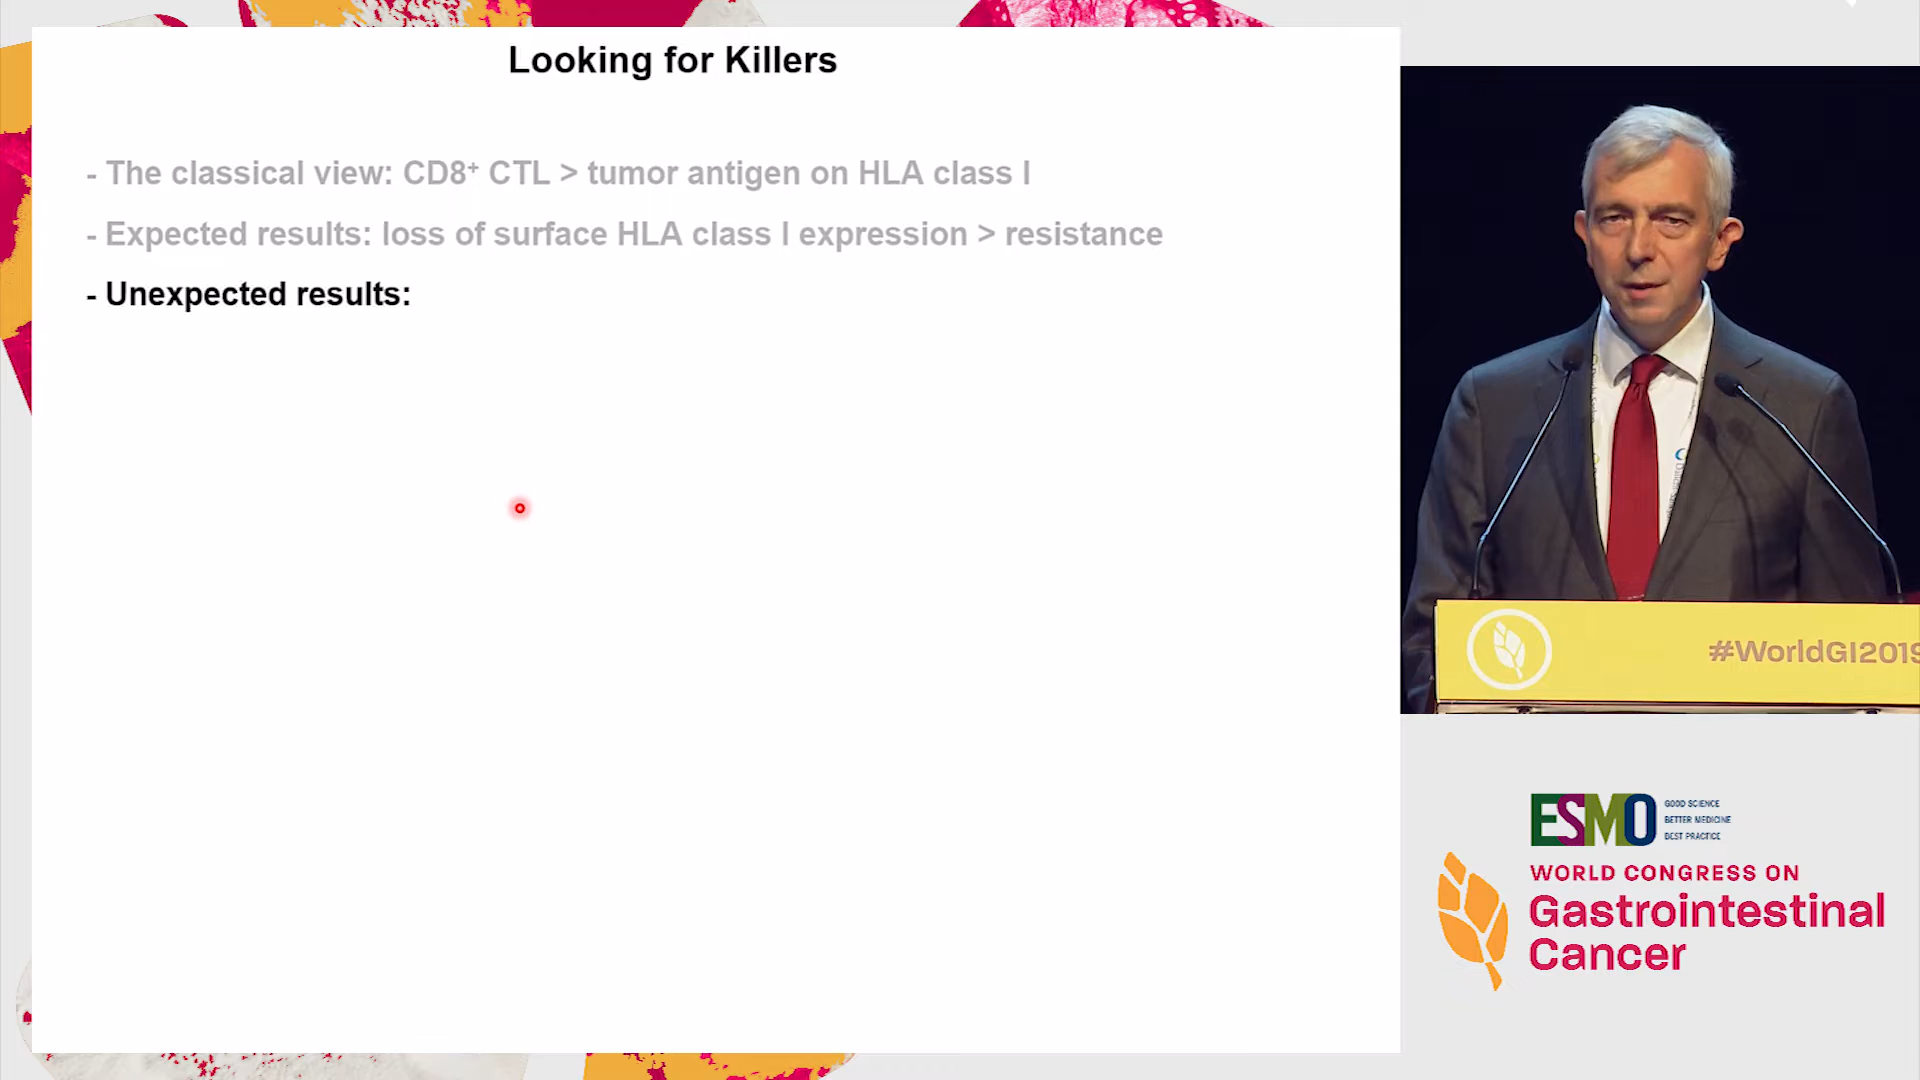 Looking for Killers
- The classical view: CD8⁺ CTL > tumor antigen on HLA class I
- Expected results: loss of surface HLA class I expression > resistance
- Unexpected results:
#WorldGI2019
ESMO
GOOD SCIENCE
BETTER MEDICINE
BEST PRACTICE
WORLD CONGRESS ON
Gastrointestinal
Cancer